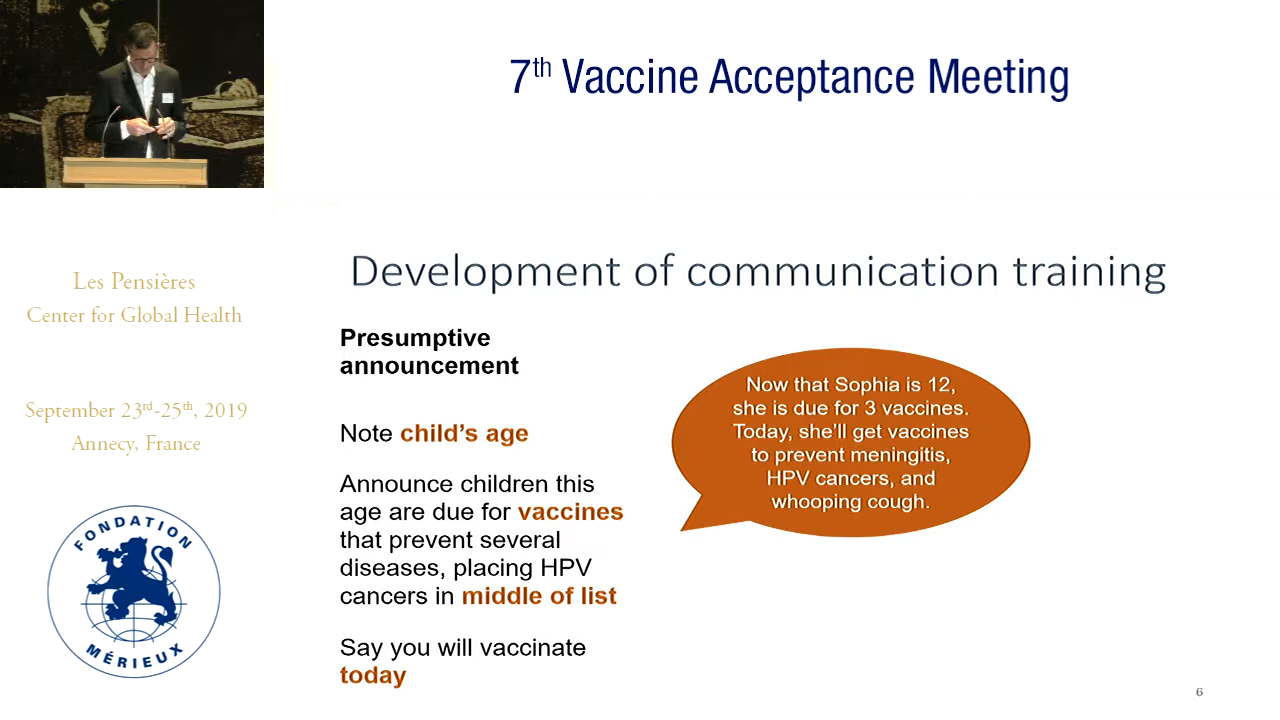 7th Vaccine Acceptance Meeting
Les Pensières
Center for Global Health
September 23rd-25th, 2019
Annecy, France
FONDATION
MÉRIEUX
Development of communication training
Presumptive
announcement
Note child's age
Announce children this
age are due for vaccines
that prevent several
diseases, placing HPV
cancers in middle of list
Say you will vaccinate
today
Now that Sophia is 12,
she is due for 3 vaccines.
Today, she'll get vaccines
to prevent meningitis,
HPV cancers, and
whooping cough.
6